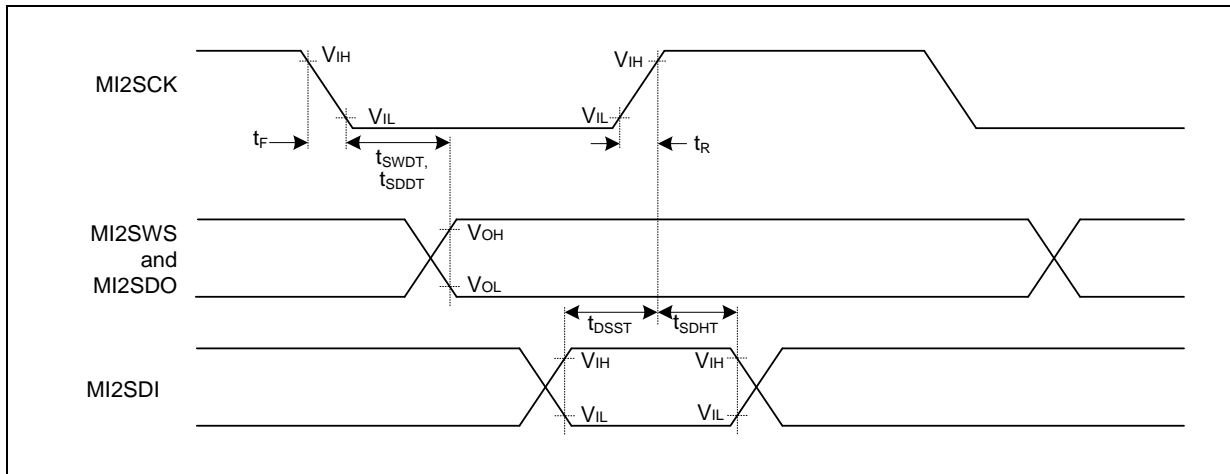 MI2SCK
VIH
VIL
tF
tSWDT,
tSDDT
VIH
VIL
tR
MI2SWS
and
MI2SDO
VOH
VOL
tDSST
tSDHT
MI2SDI
VIH
VIL
VIH
VIL